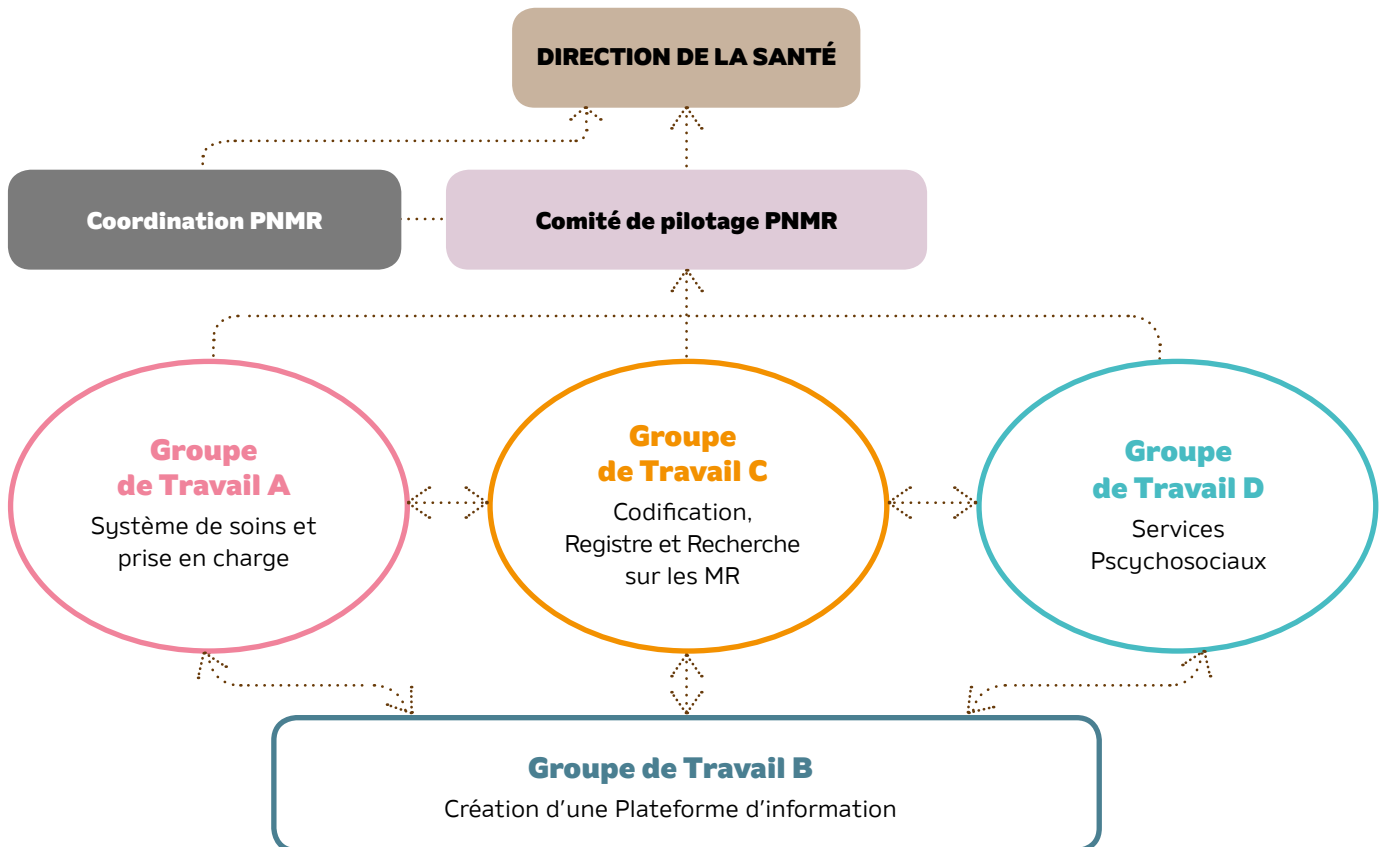 DIRECTION DE LA SANTÉ
Coordination PNMR
Comité de pilotage PNMR
Groupe
de Travail A
Système de soins et
prise en charge
Groupe
de Travail C
Codification,
Registre et Recherche
sur les MR
Groupe
de Travail D
Services
Pscychosociaux
Groupe de Travail B
Création d'une Plateforme d'information